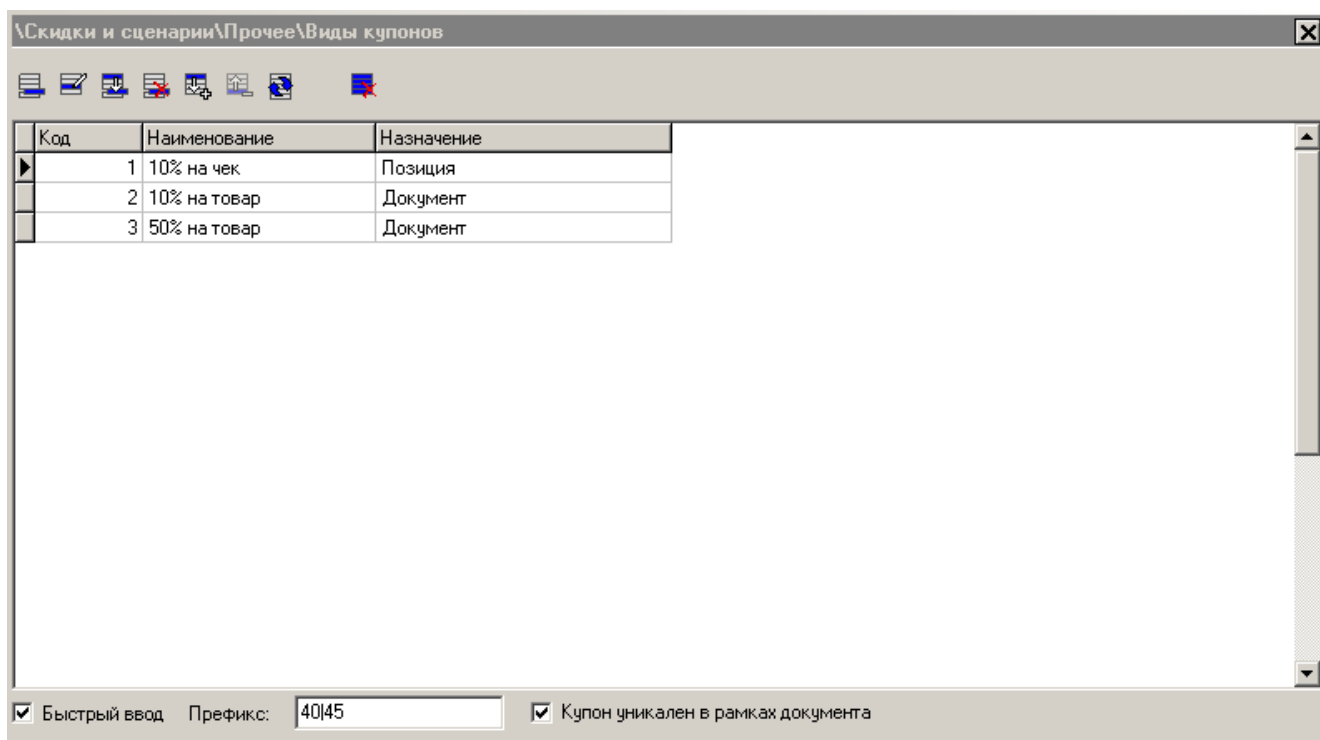 \Скидки и сценарии\Прочее\Виды купонов
Код Наименование Назначение
1 10% на чек Позиция
2 10% на товар Документ
3 50% на товар Документ
Быстрый ввод Префикс: 40|45 Купон уникален в рамках документа